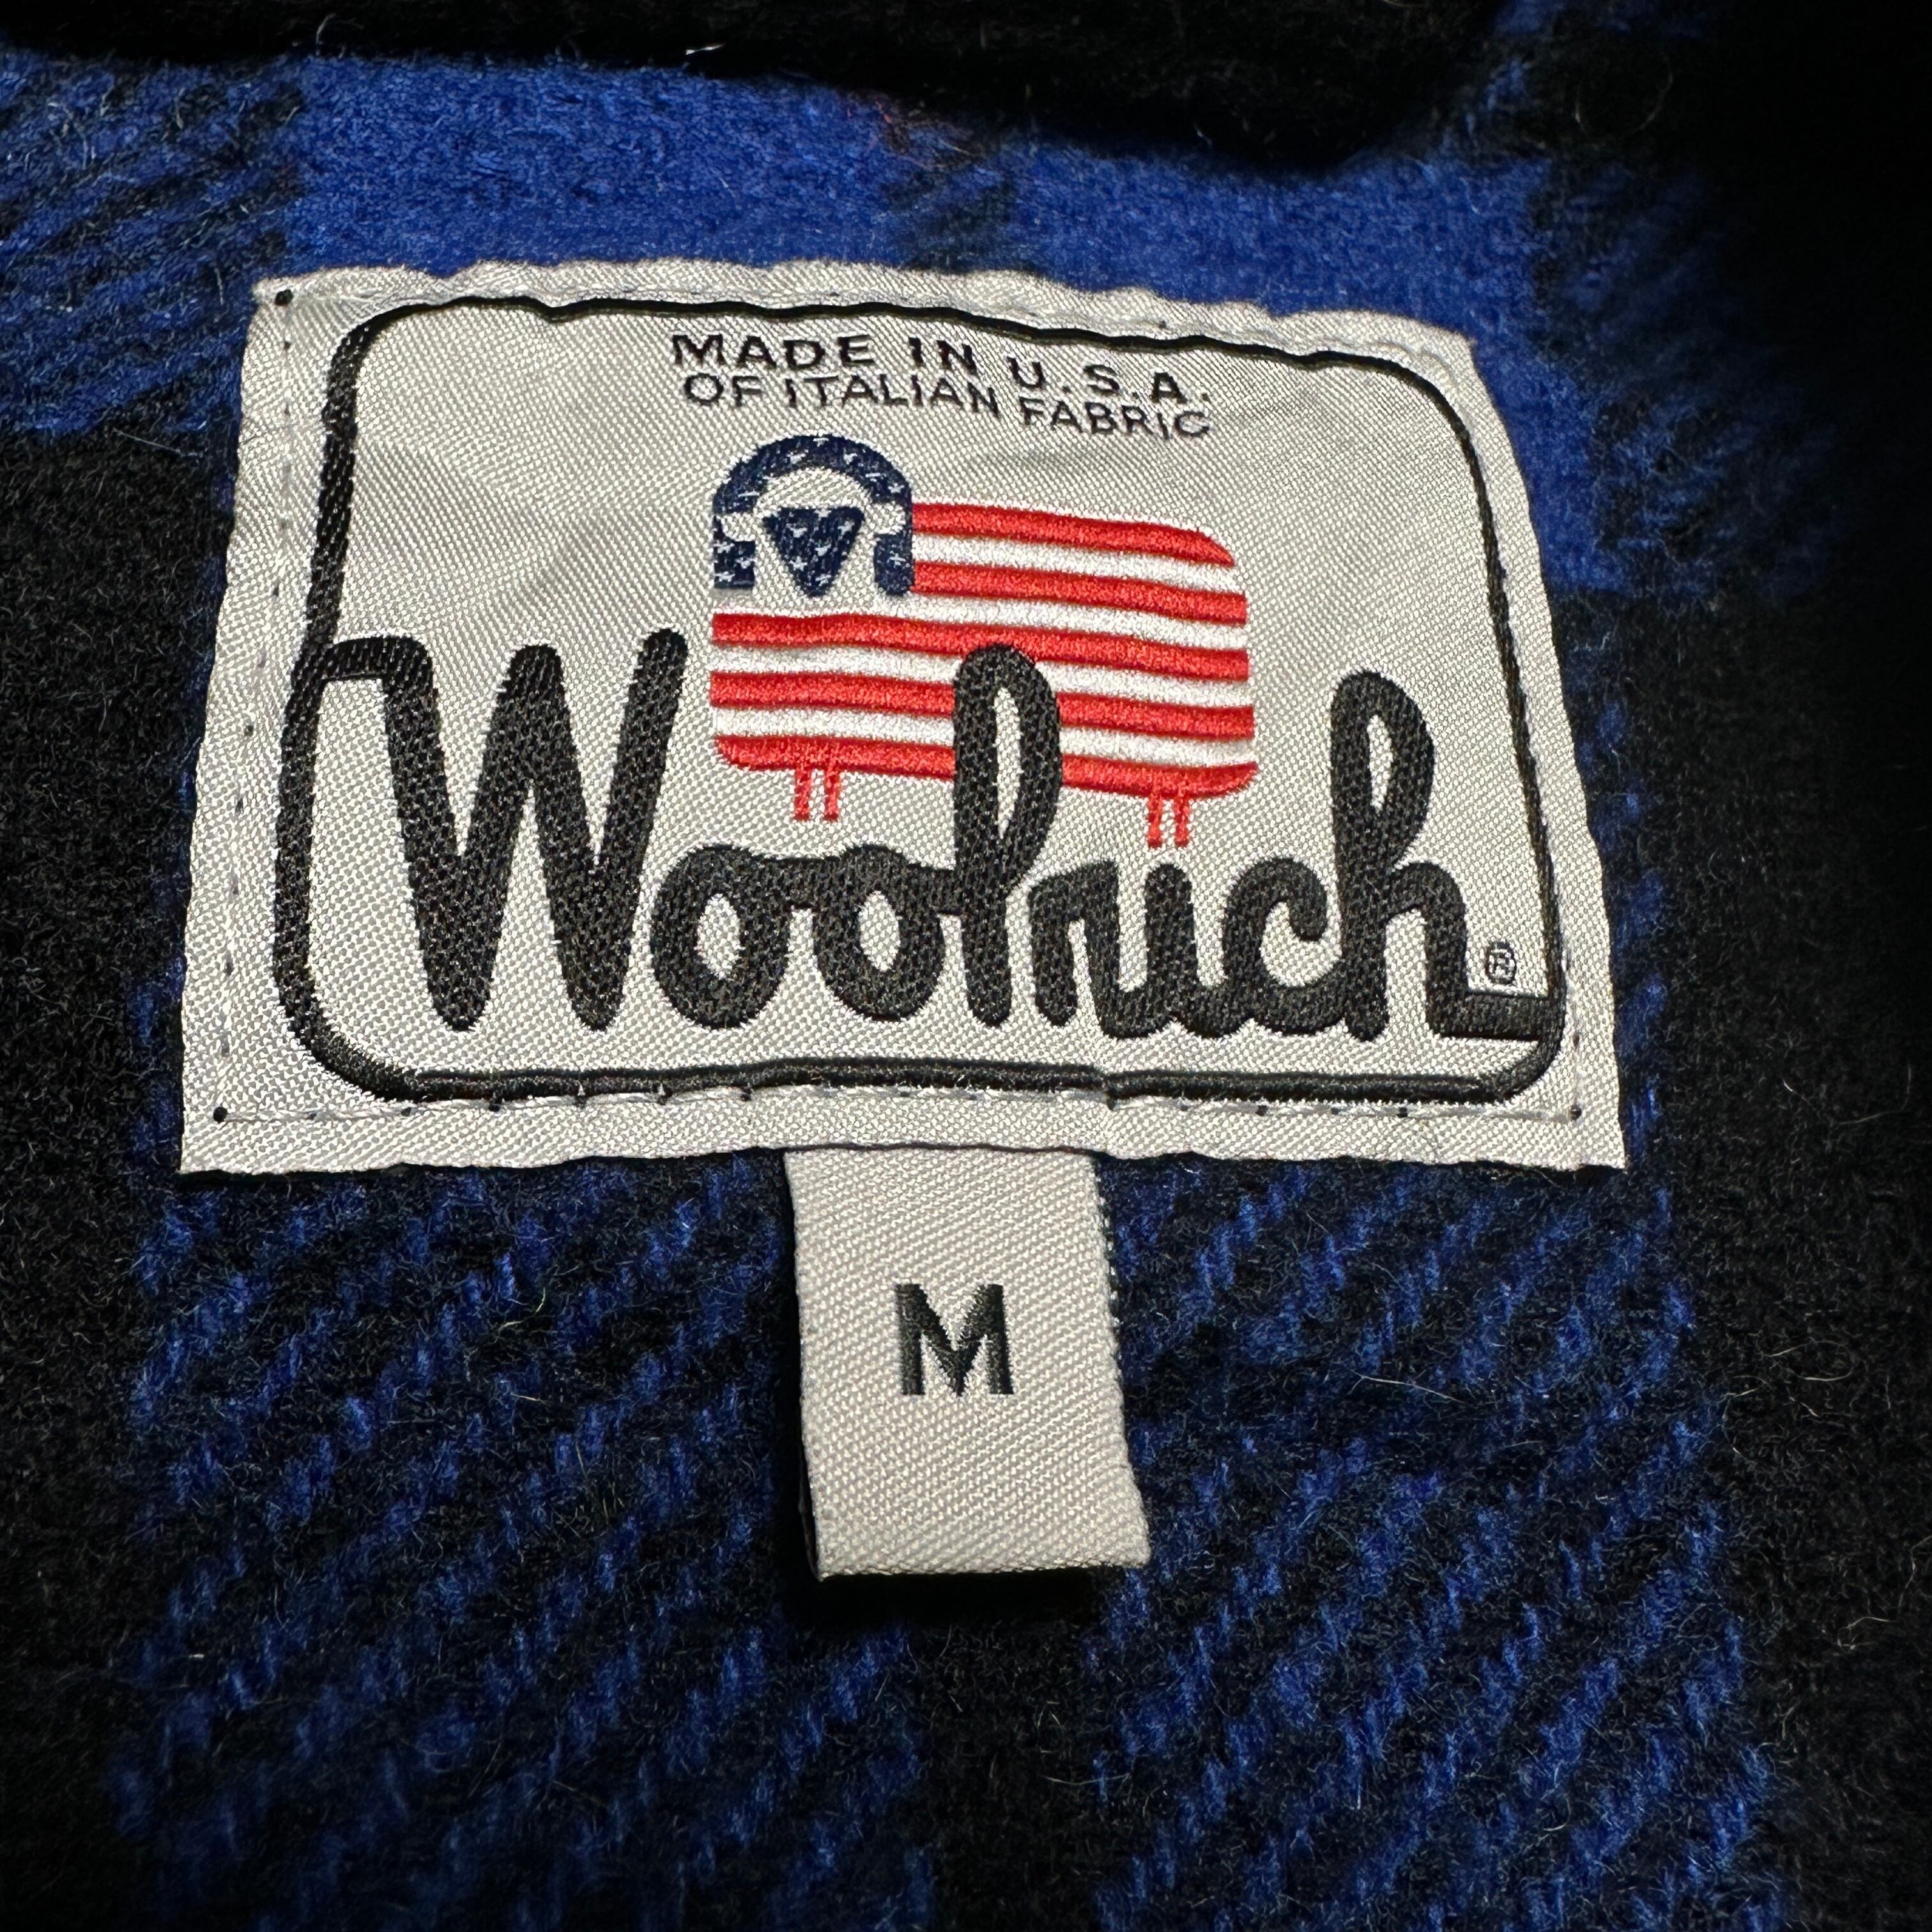 MADE IN U.S.A.
OF ITALIAN FABRIC
Woolrich®
M